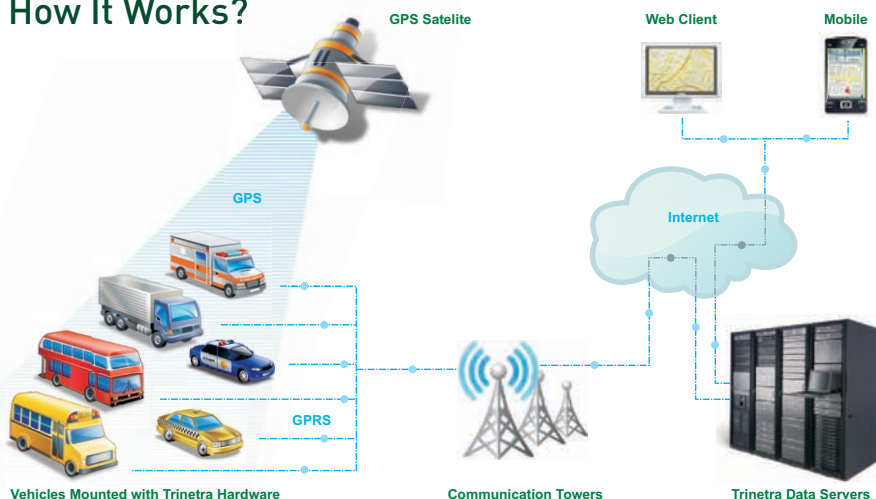 How It Works?
GPS Satelite
Web Client
Mobile
GPS
Internet
GPRS
Vehicles Mounted with Trinetra Hardware
Communication Towers
Trinetra Data Servers